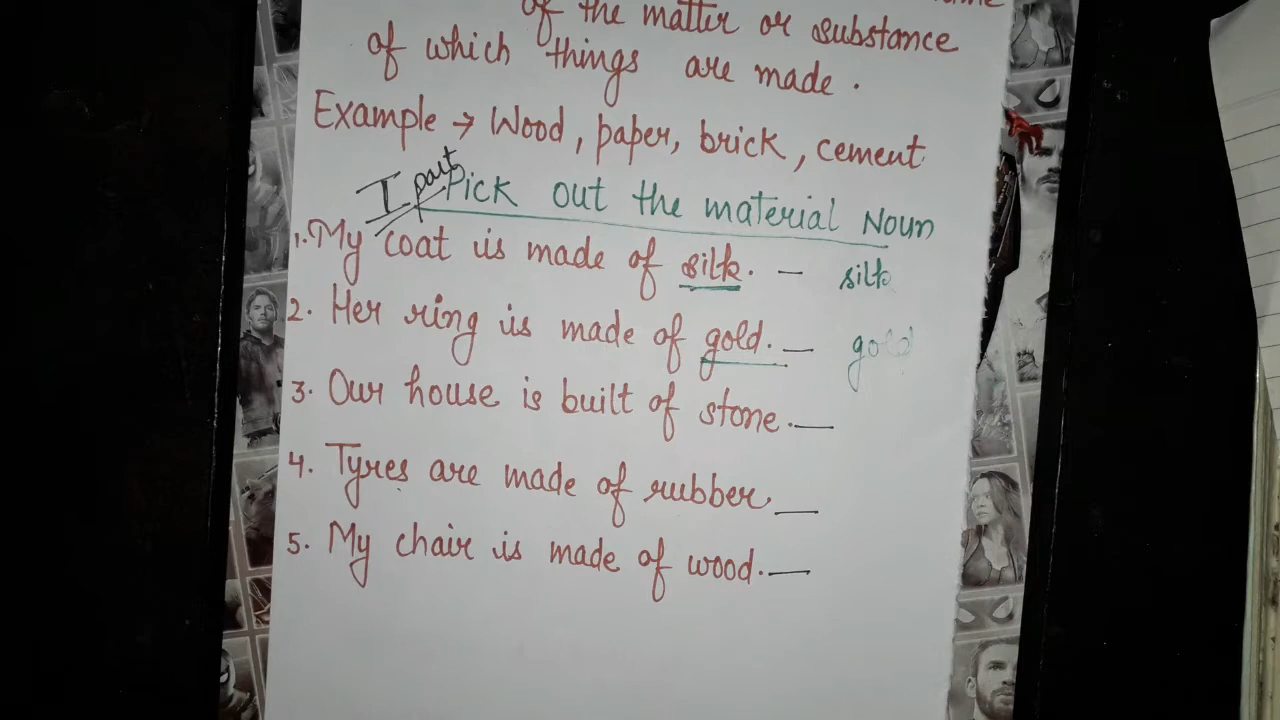 of the matter or substance
of which things are made.
Example → Wood, paper, brick, cement
I part Pick out the material Noun
1. My coat is made of silk. — silk
2. Her ring is made of gold. — gold
3. Our house is built of stone. —
4. Tyres are made of rubber —
5. My chair is made of wood. —